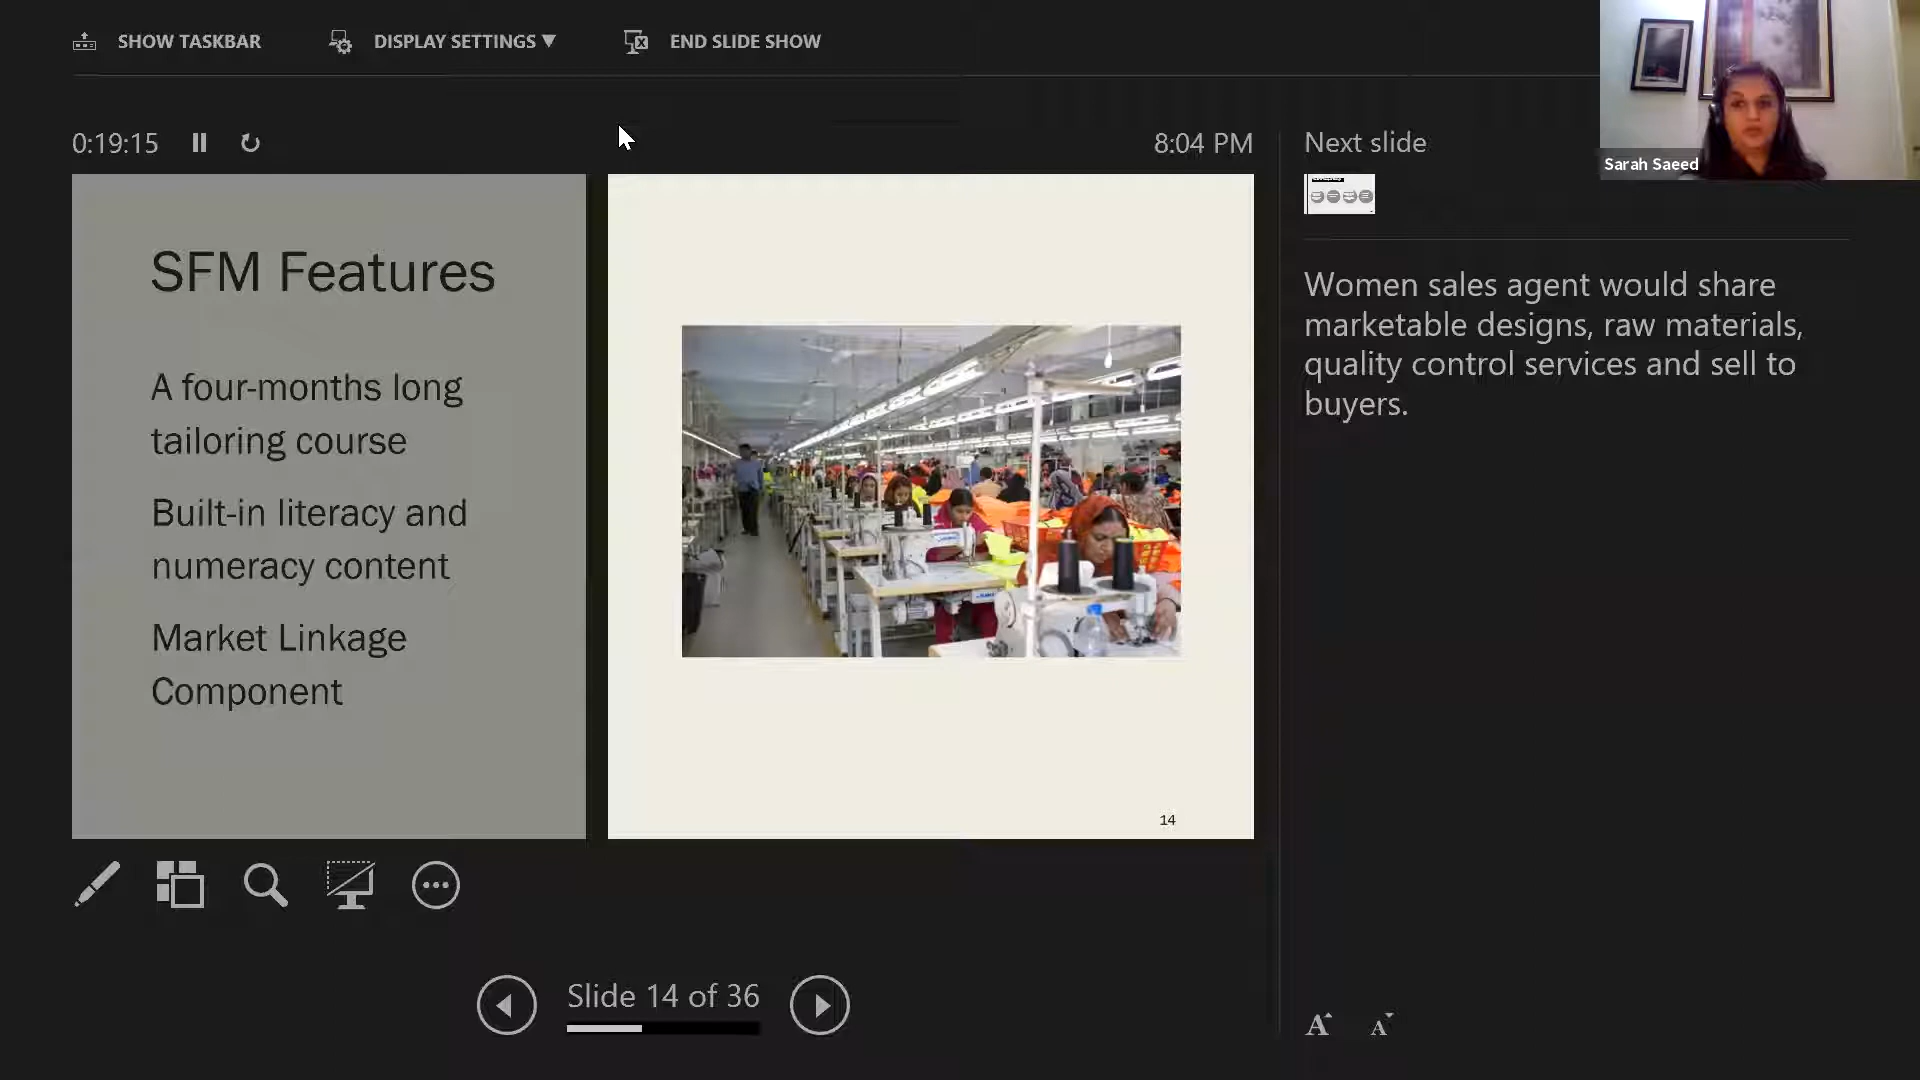 SHOW TASKBAR
DISPLAY SETTINGS ▼
END SLIDE SHOW
0:19:15
8:04 PM
Next slide
Sarah Saeed
SFM Features
A four-months long
tailoring course
Built-in literacy and
numeracy content
Market Linkage
Component
14
Women sales agent would share
marketable designs, raw materials,
quality control services and sell to
buyers.
Slide 14 of 36
A
A